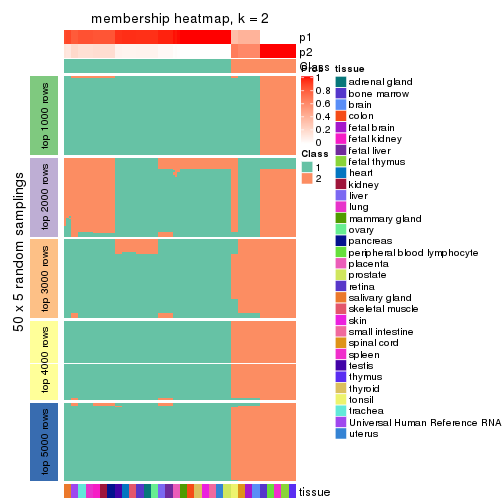 membership heatmap, k = 2
p1
p2
Class
Prob
1
0.8
0.6
0.4
0.2
0
Class
1
2
tissue
adrenal gland
bone marrow
brain
colon
fetal brain
fetal kidney
fetal liver
fetal thymus
heart
kidney
liver
lung
mammary gland
ovary
pancreas
peripheral blood lymphocyte
placenta
prostate
retina
salivary gland
skeletal muscle
skin
small intestine
spinal cord
spleen
testis
thymus
thyroid
tonsil
trachea
Universal Human Reference RNA
uterus
50 x 5 random samplings
top 1000 rows
top 2000 rows
top 3000 rows
top 4000 rows
top 5000 rows
tissue